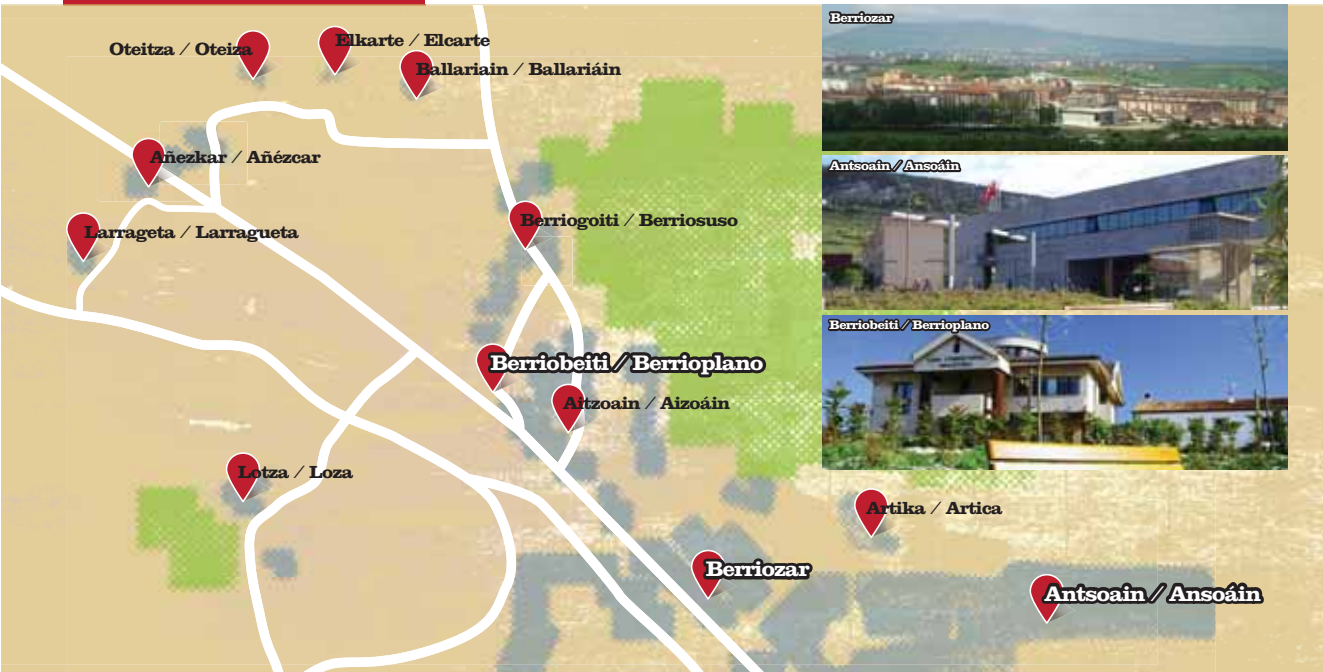 Oteitza / Oteiza
Elkarte / Elcarte
Ballariain / Ballariáin
Añezkar / Añézcar
Larrageta / Larragueta
Berriogoiti / Berriosuso
Berriobeiti / Berrioplano
Aitzoain / Aizoáin
Lotza / Loza
Artika / Artica
Berriozar
Antsoain / Ansoáin
Berriozar
Antsoain / Ansoáin
Berriobeiti / Berrioplano